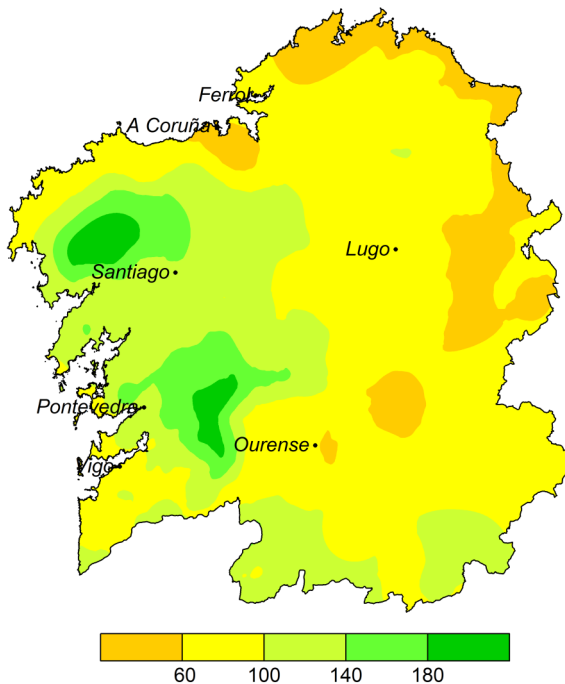 Ferrol
A Coruña
Lugo
Santiago
Pontevedra
Ourense
Vigo
60 100 140 180